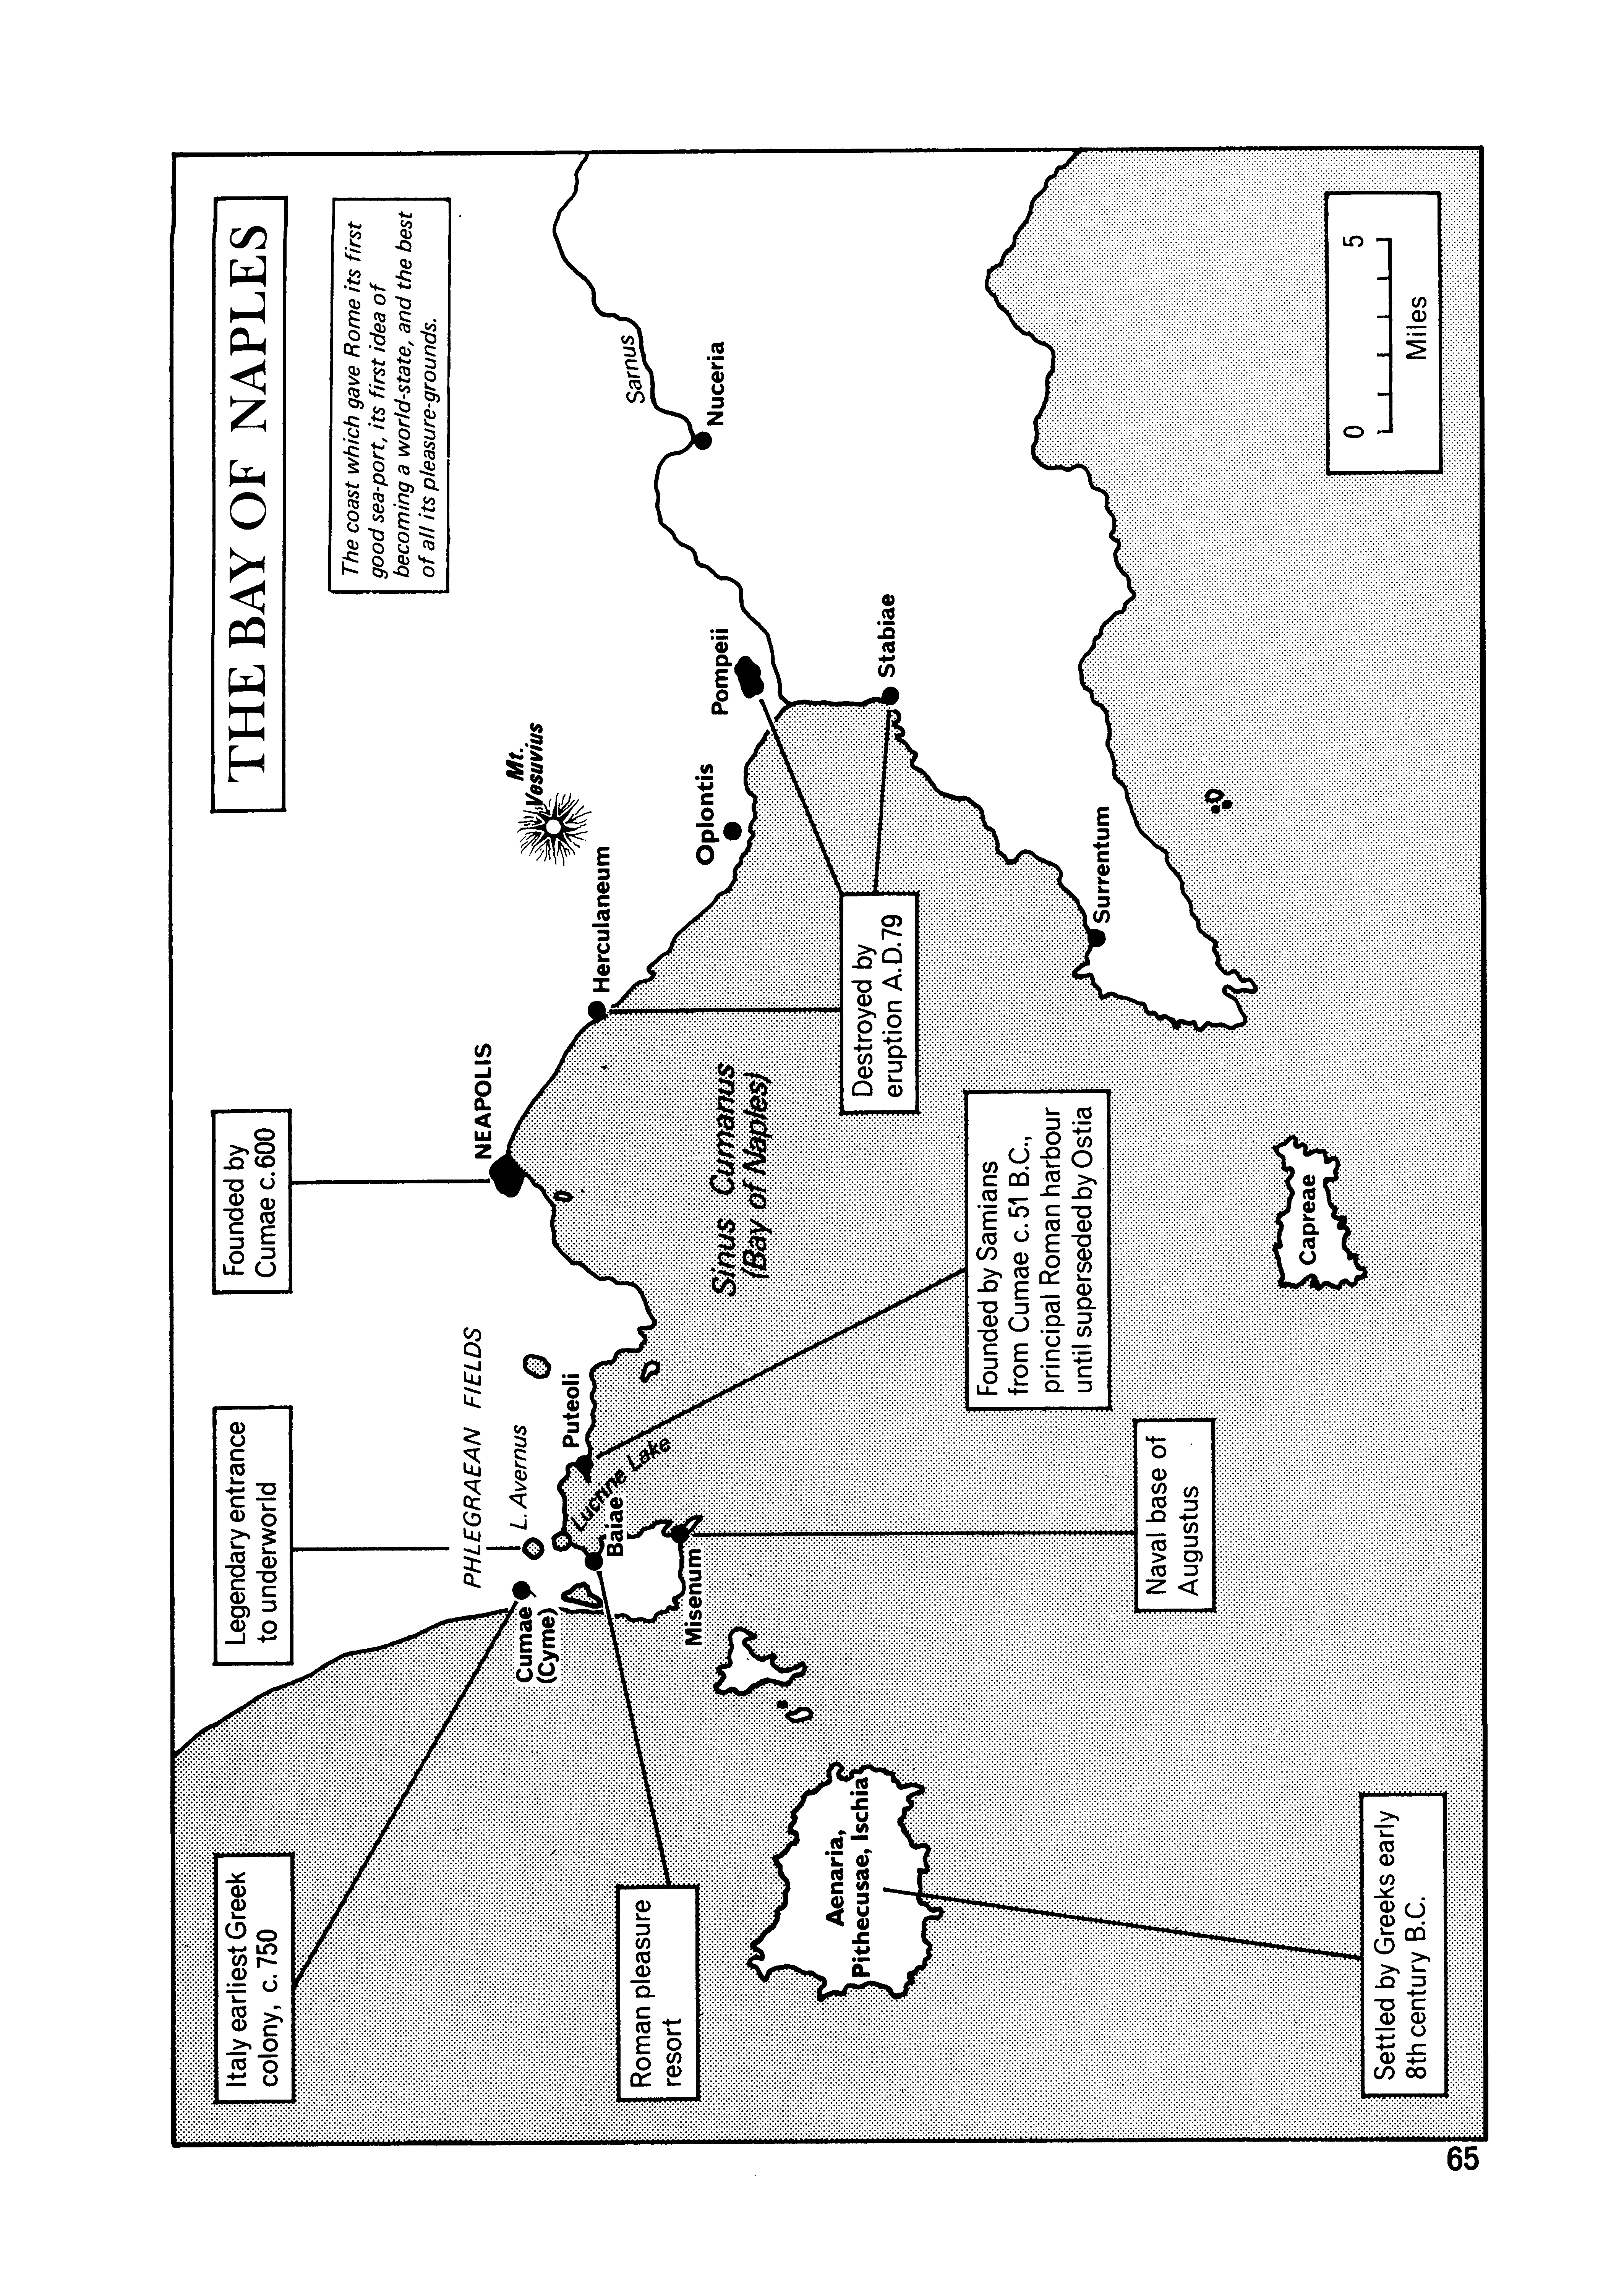 THE BAY OF NAPLES
The coast which gave Rome its first
good sea-port, its first idea of
becoming a world-state, and the best
of all its pleasure-grounds.
Italy earliest Greek
colony, c. 750
Legendary entrance
to underworld
Founded by
Cumae c.600
PHLEGRAEAN FIELDS
L. Avernus
NEAPOLIS
Mt.
Vesuvius
Sarnus
Cumae
(Cyme)
Puteoli
Lucrine Lake
Baiae
Herculaneum
Oplontis
Pompeii
Nuceria
Misenum
Sinus Cumanus
(Bay of Naples)
Stabiae
Roman pleasure
resort
Aenaria,
Pithecusae, Ischia
Destroyed by
eruption A.D.79
Founded by Samians
from Cumae c. 51 B.C.,
principal Roman harbour
until superseded by Ostia
Surrentum
Naval base of
Augustus
Capreae
Settled by Greeks early
8th century B.C.
0 5
Miles
65